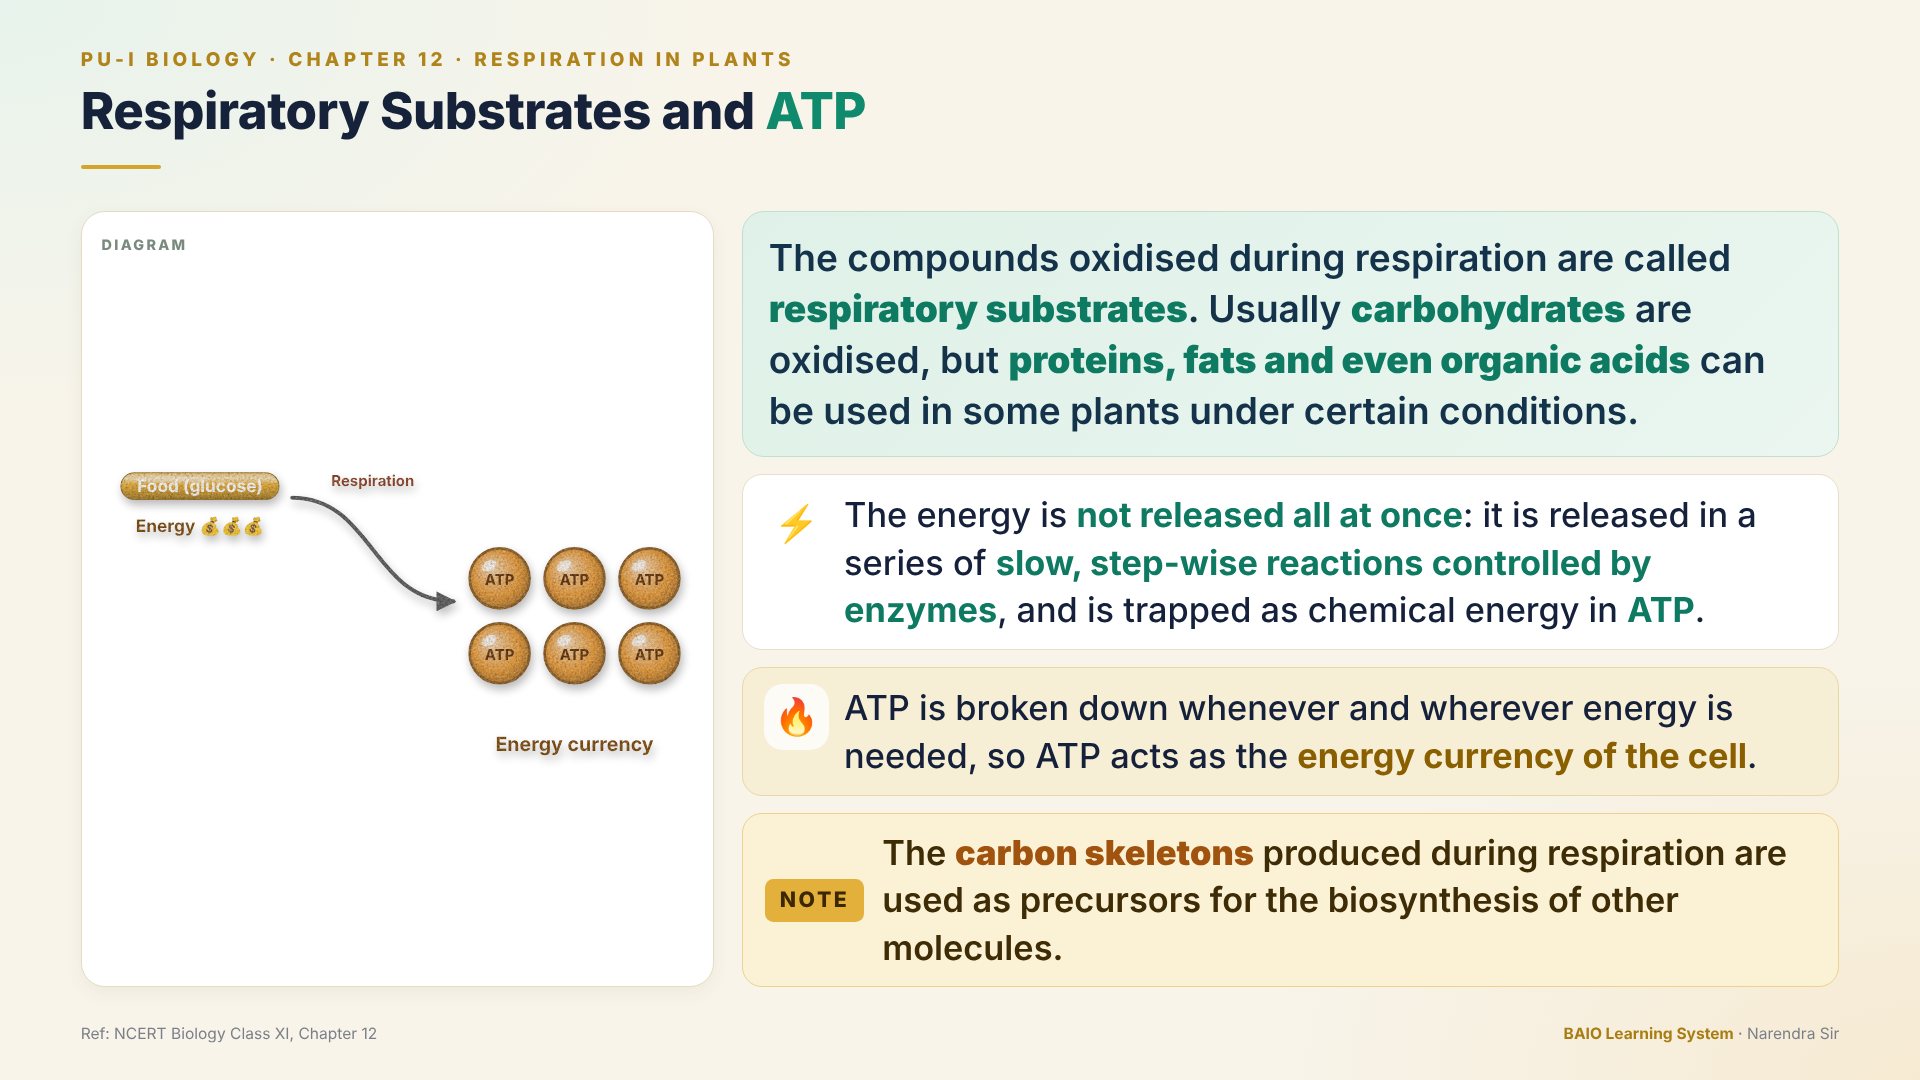 PU-I BIOLOGY · CHAPTER 12 · RESPIRATION IN PLANTS
Respiratory Substrates and ATP
DIAGRAM
Food (glucose)
Energy 💰💰💰
Respiration
ATP ATP ATP
ATP ATP ATP
Energy currency
The compounds oxidised during respiration are called
respiratory substrates. Usually carbohydrates are
oxidised, but proteins, fats and even organic acids can
be used in some plants under certain conditions.
⚡ The energy is not released all at once: it is released in a
series of slow, step-wise reactions controlled by
enzymes, and is trapped as chemical energy in ATP.
🔥 ATP is broken down whenever and wherever energy is
needed, so ATP acts as the energy currency of the cell.
NOTE
The carbon skeletons produced during respiration are
used as precursors for the biosynthesis of other
molecules.
Ref: NCERT Biology Class XI, Chapter 12
BAIO Learning System · Narendra Sir